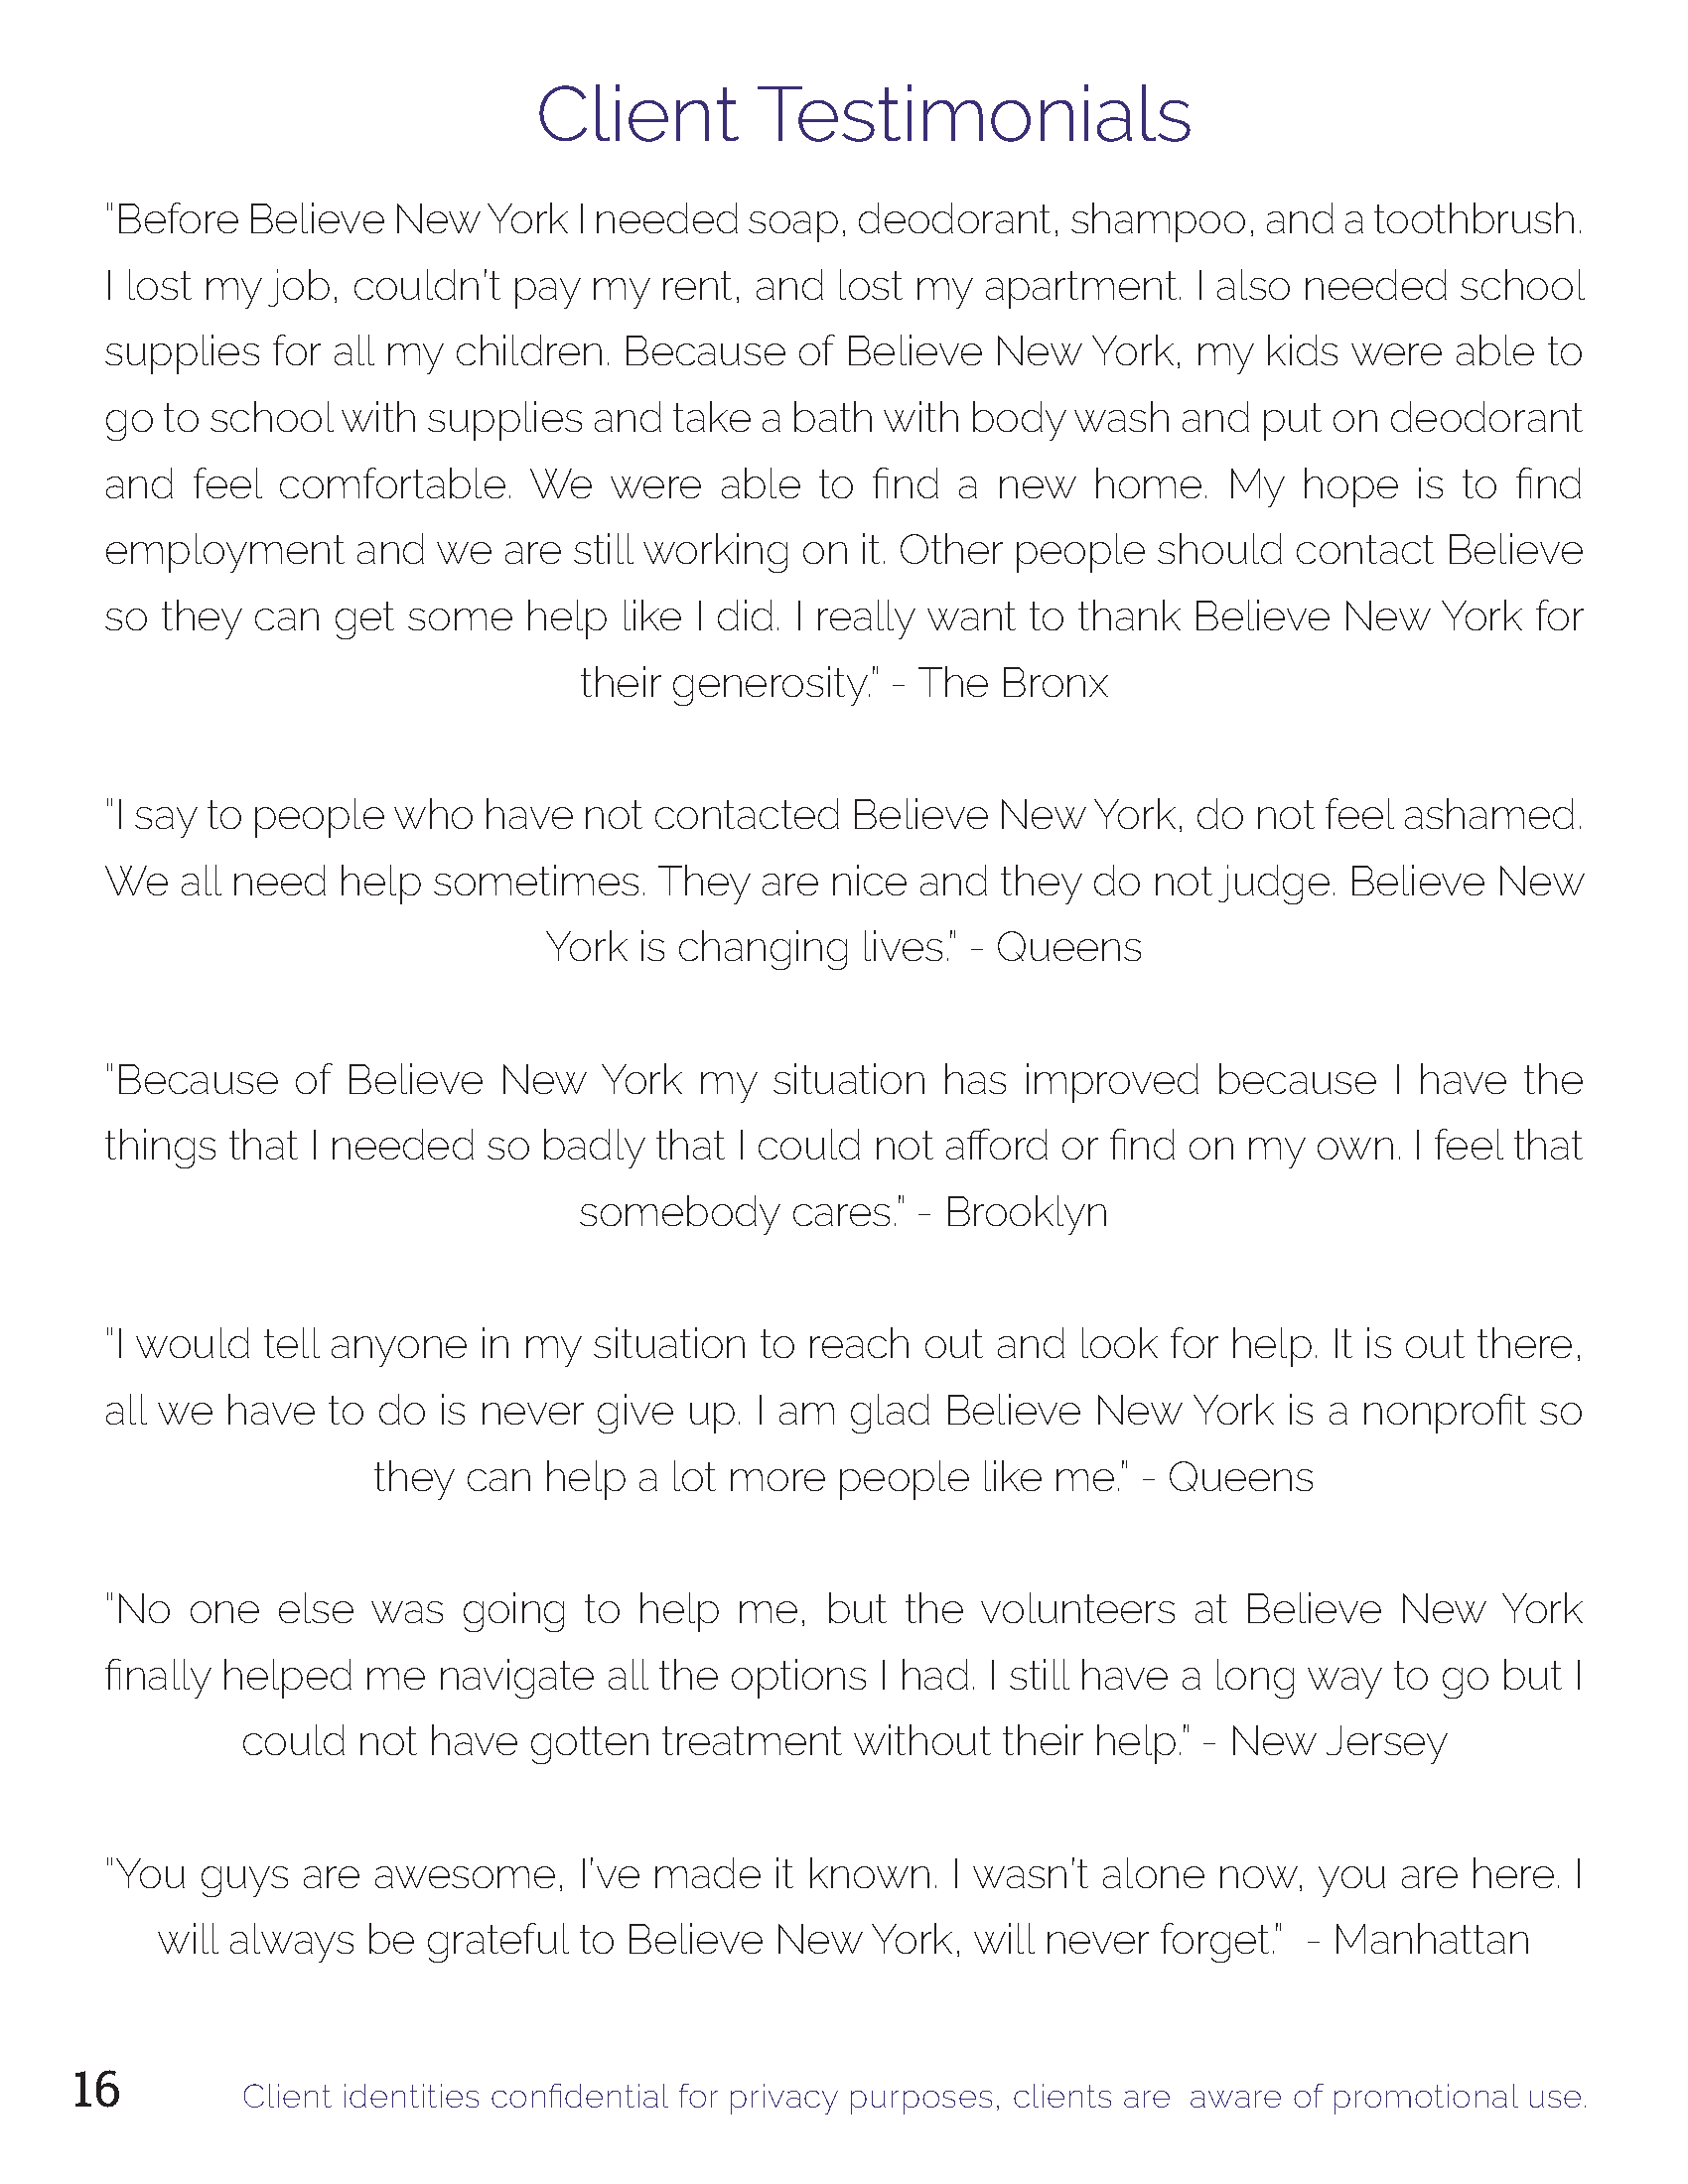 Client Testimonials
"Before Believe New York I needed soap, deodorant, shampoo, and a toothbrush.
I lost my job, couldn't pay my rent, and lost my apartment. I also needed school
supplies for all my children. Because of Believe New York, my kids were able to
go to school with supplies and take a bath with body wash and put on deodorant
and feel comfortable. We were able to find a new home. My hope is to find
employment and we are still working on it. Other people should contact Believe
so they can get some help like I did. I really want to thank Believe New York for
their generosity." - The Bronx
"I say to people who have not contacted Believe New York, do not feel ashamed.
We all need help sometimes. They are nice and they do not judge. Believe New
York is changing lives." - Queens
"Because of Believe New York my situation has improved because I have the
things that I needed so badly that I could not afford or find on my own. I feel that
somebody cares." - Brooklyn
"I would tell anyone in my situation to reach out and look for help. It is out there,
all we have to do is never give up. I am glad Believe New York is a nonprofit so
they can help a lot more people like me." - Queens
"No one else was going to help me, but the volunteers at Believe New York
finally helped me navigate all the options I had. I still have a long way to go but I
could not have gotten treatment without their help." - New Jersey
"You guys are awesome, I've made it known. I wasn't alone now, you are here. I
will always be grateful to Believe New York, will never forget." - Manhattan
16 Client identities confidential for privacy purposes, clients are aware of promotional use.